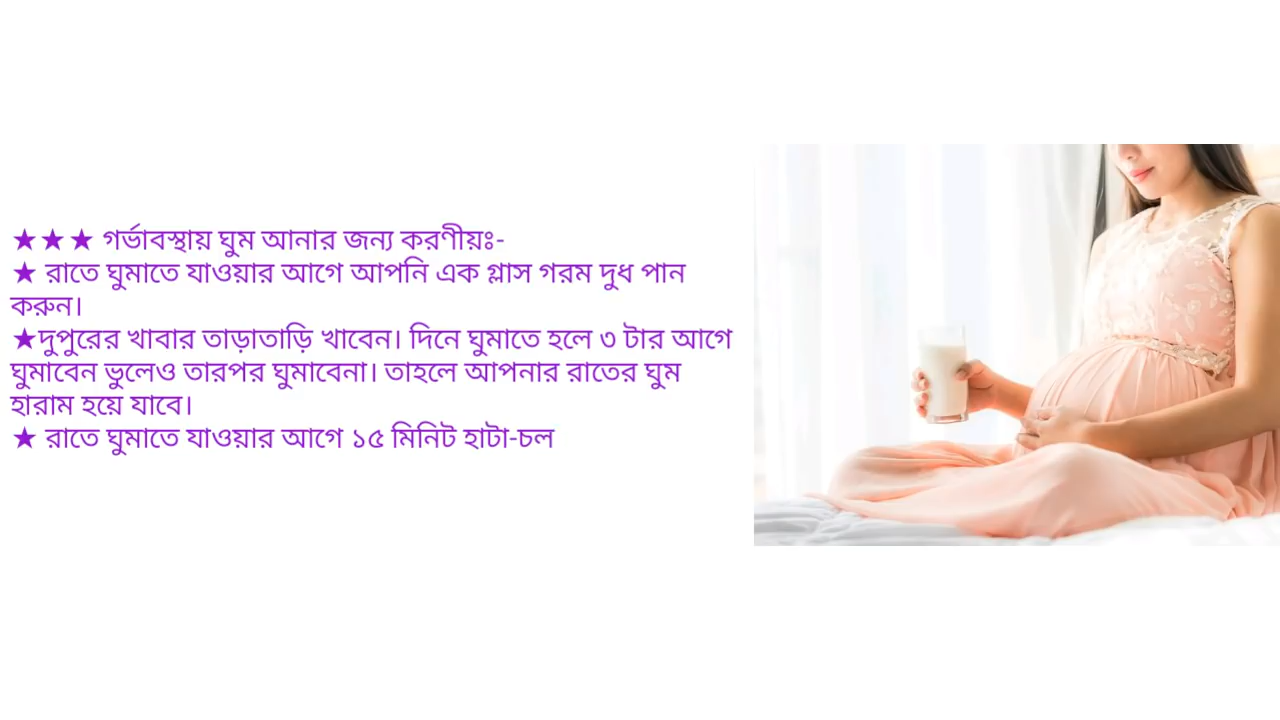 ★★★ গর্ভাবস্থায় ঘুম আনার জন্য করণীয়ঃ-
★ রাতে ঘুমাতে যাওয়ার আগে আপনি এক গ্লাস গরম দুধ পান
করুন।
★দুপুরের খাবার তাড়াতাড়ি খাবেন। দিনে ঘুমাতে হলে ৩ টার আগে
ঘুমাবেন ভুলেও তারপর ঘুমাবেনা। তাহলে আপনার রাতের ঘুম
হারাম হয়ে যাবে।
★ রাতে ঘুমাতে যাওয়ার আগে ১৫ মিনিট হাটা-চল